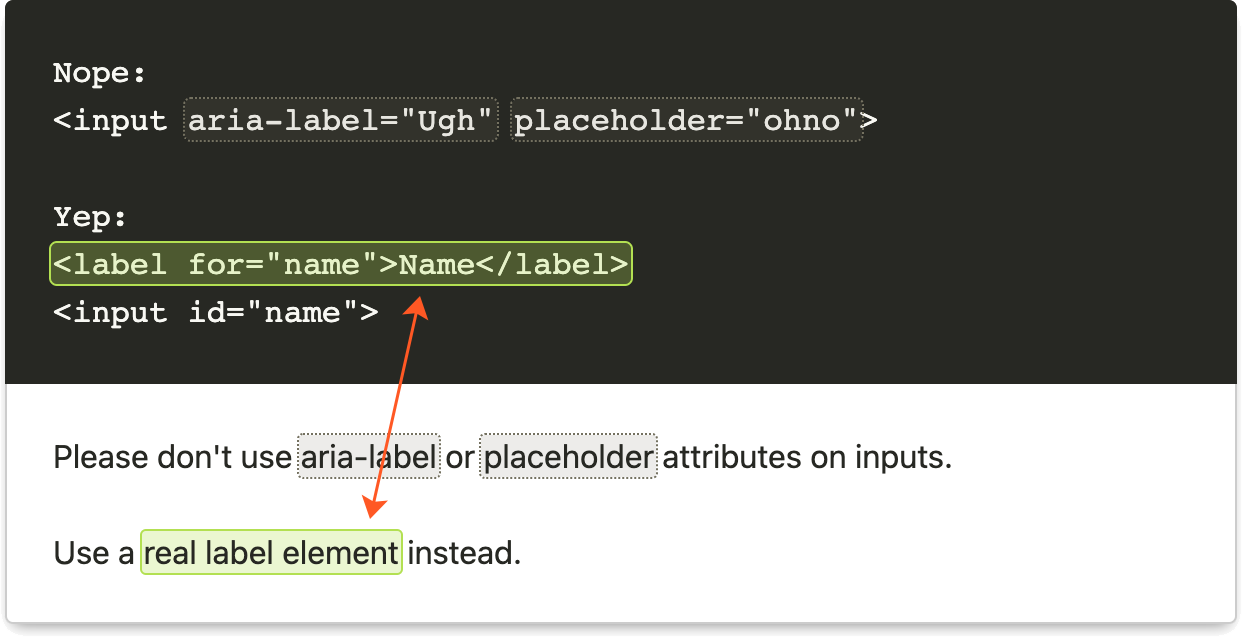 Nope:
<input aria-label="Ugh" placeholder="ohno">
Yep:
<label for="name">Name</label>
<input id="name">
Please don't use aria-label or placeholder attributes on inputs.
Use a real label element instead.